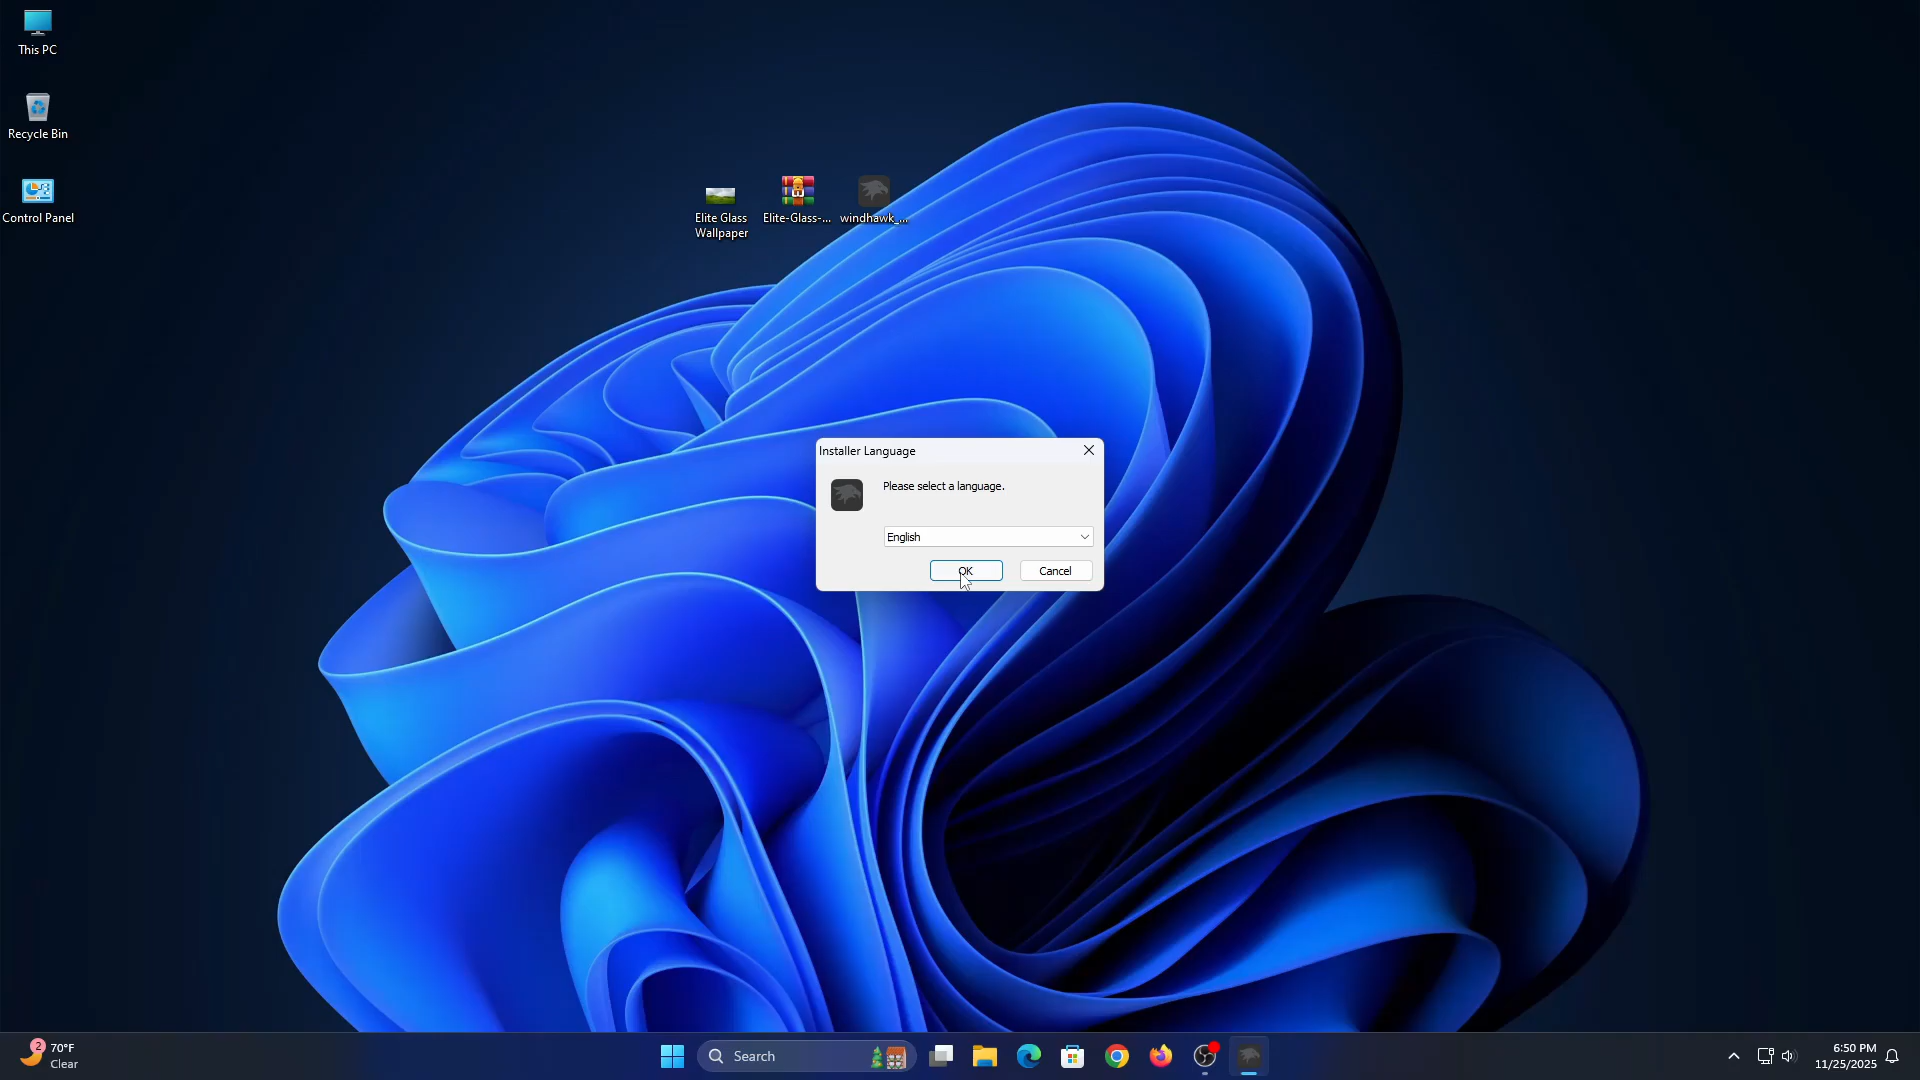 This PC
Recycle Bin
Control Panel
Elite Glass
Wallpaper
Elite-Glass-...
windhawk_...
Installer Language
Please select a language.
English
OK
Cancel
2
70°F
Clear
Search
6:50 PM
11/25/2025